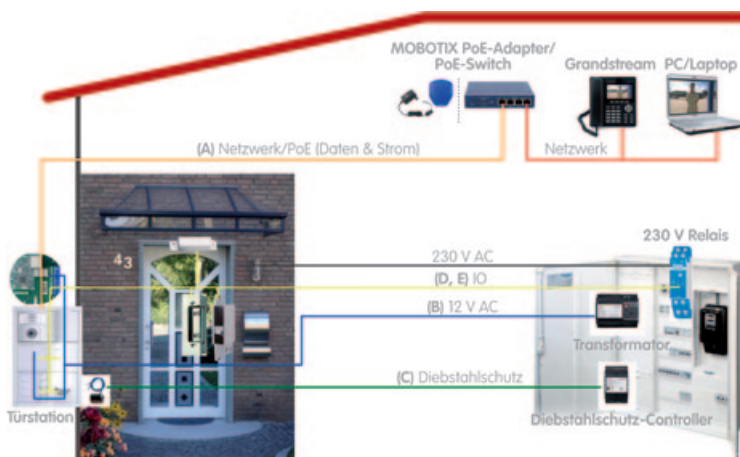 MOBOTIX PoE-Adapter/
PoE-Switch
Grandstream
PC/Laptop
(A) Netzwerk/PoE (Daten & Strom)
Netzwerk
43
230 V Relais
230 V AC
(D, E) IO
(B) 12 V AC
Transformator
(C) Diebstahlschutz
Türstation
Diebstahlschutz-Controller